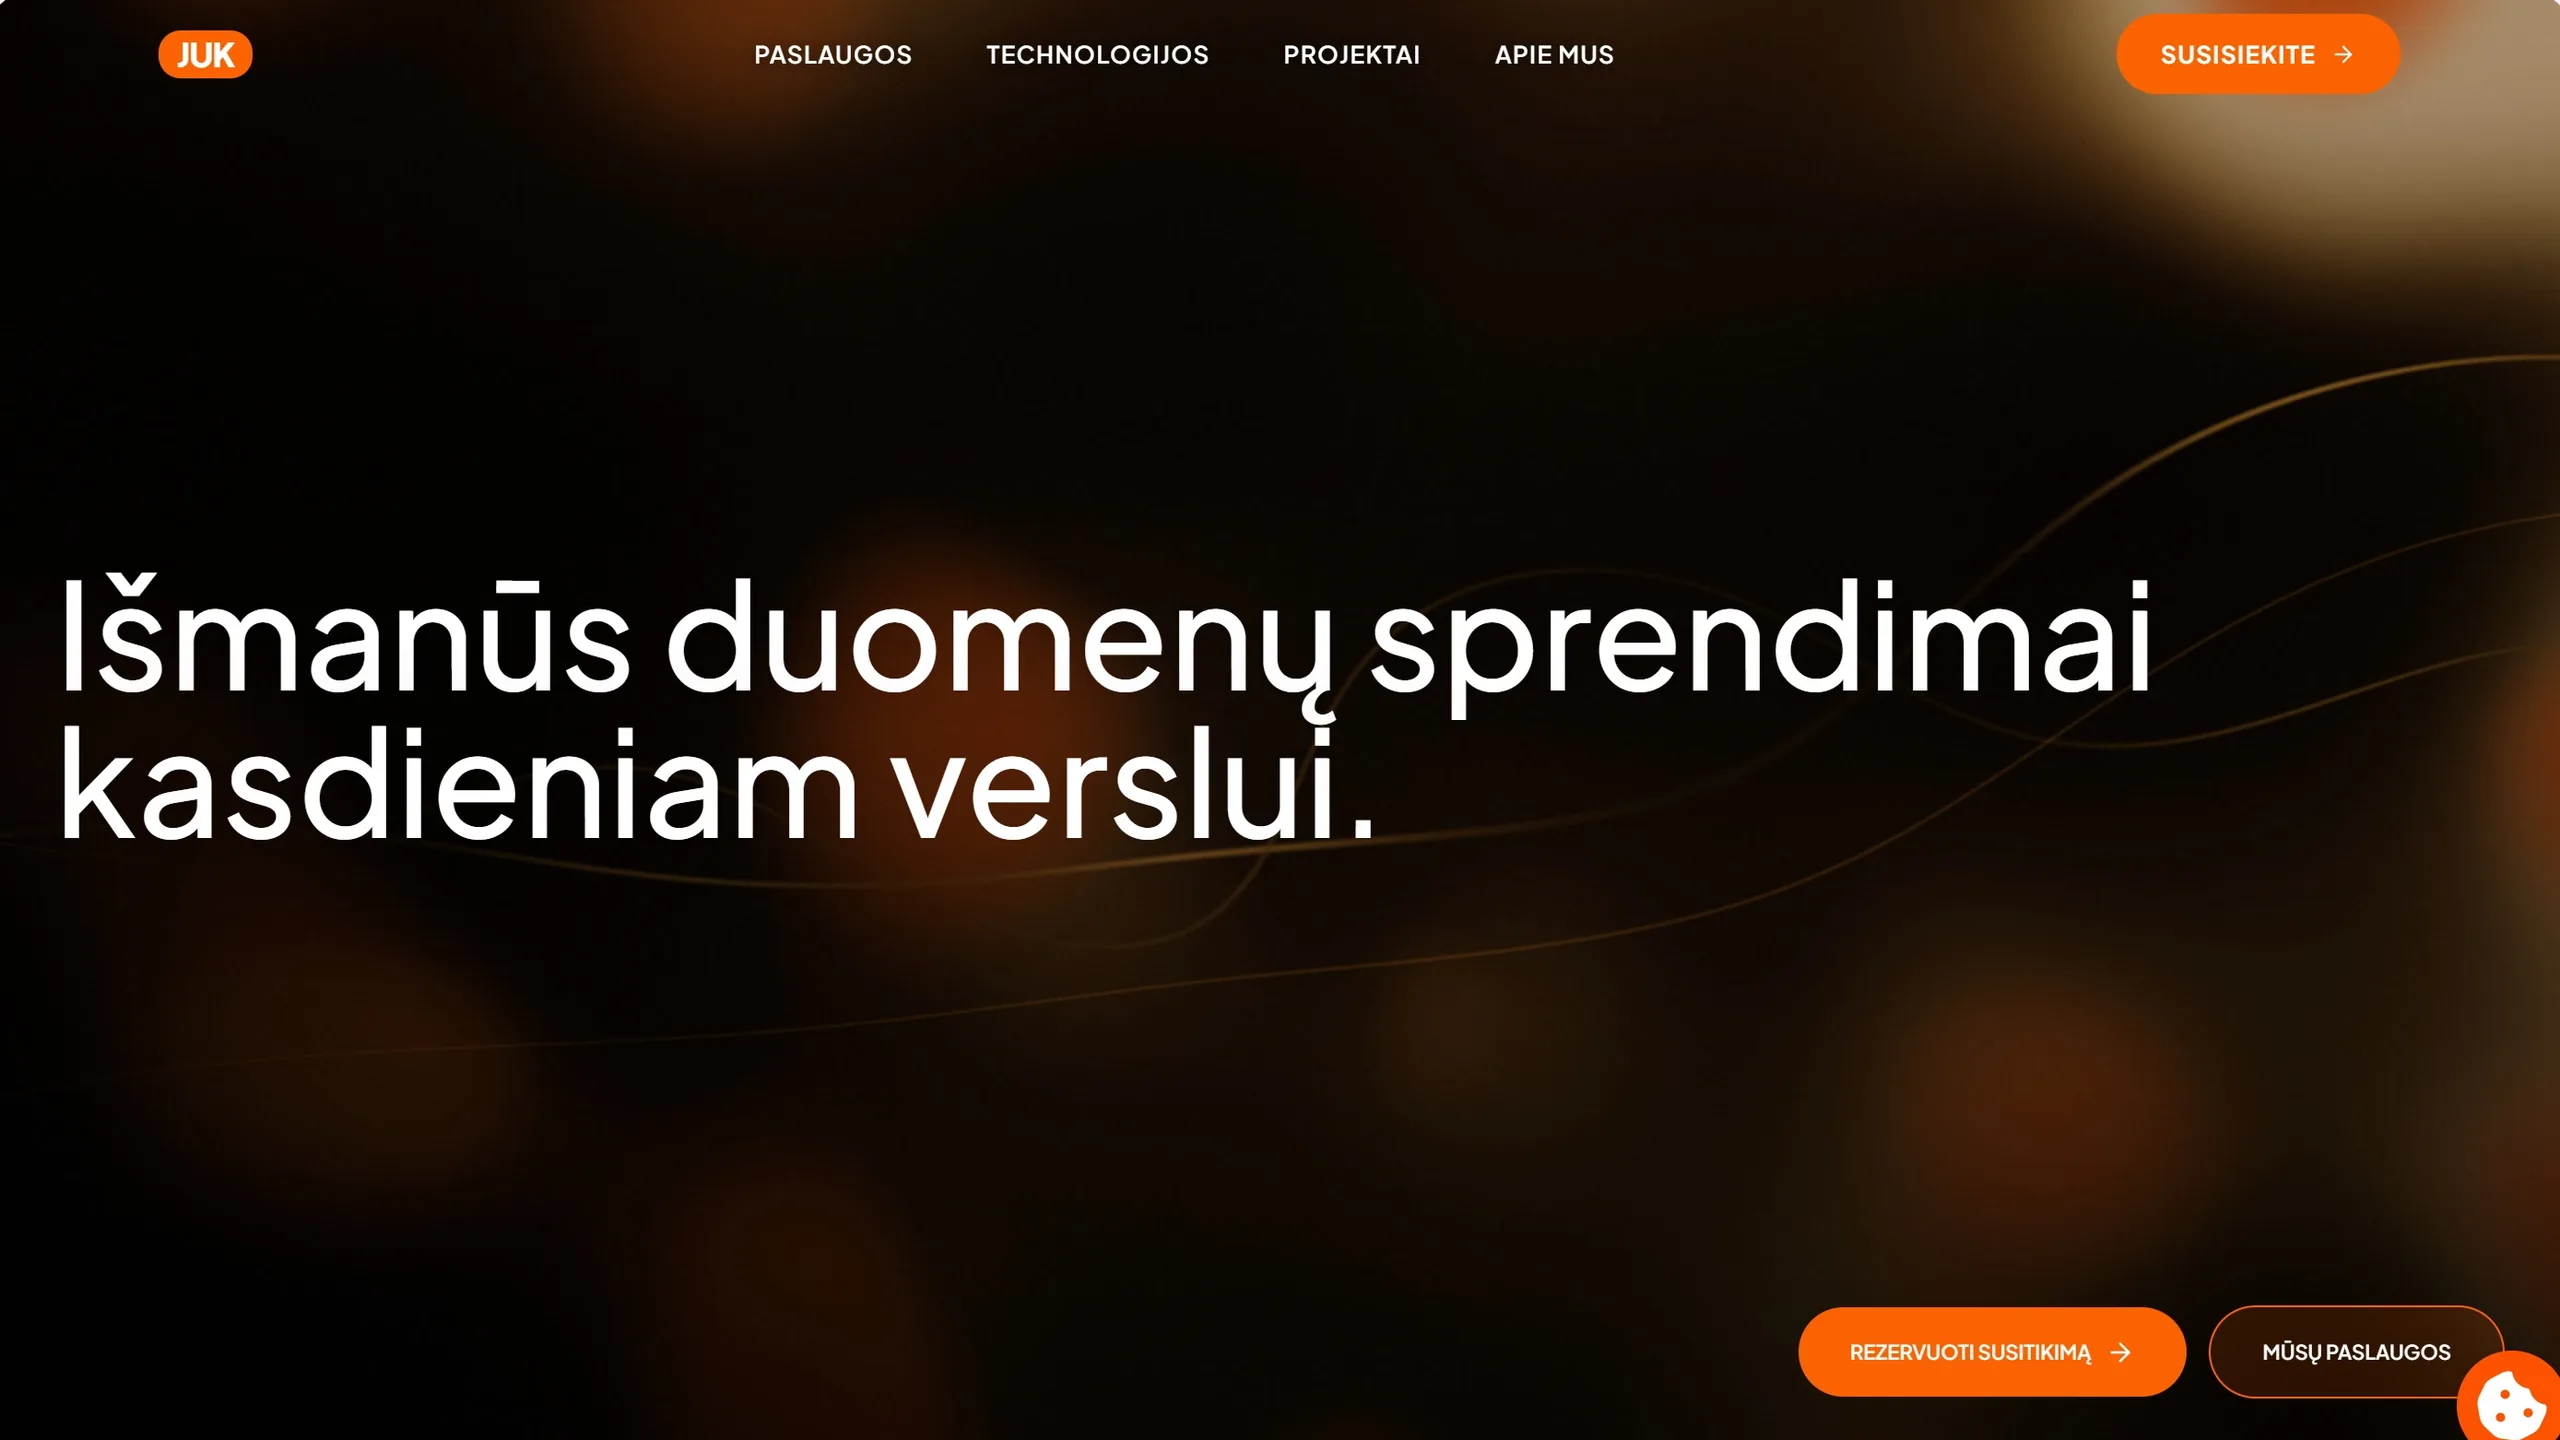 JUK
PASLAUGOS
TECHNOLOGIJOS
PROJEKTAI
APIE MUS
SUSISIEKITE
Išmanūs duomenų sprendimai
kasdieniam verslui.
REZERVUOTI SUSITIKIMĄ
MŪSŲ PASLAUGOS